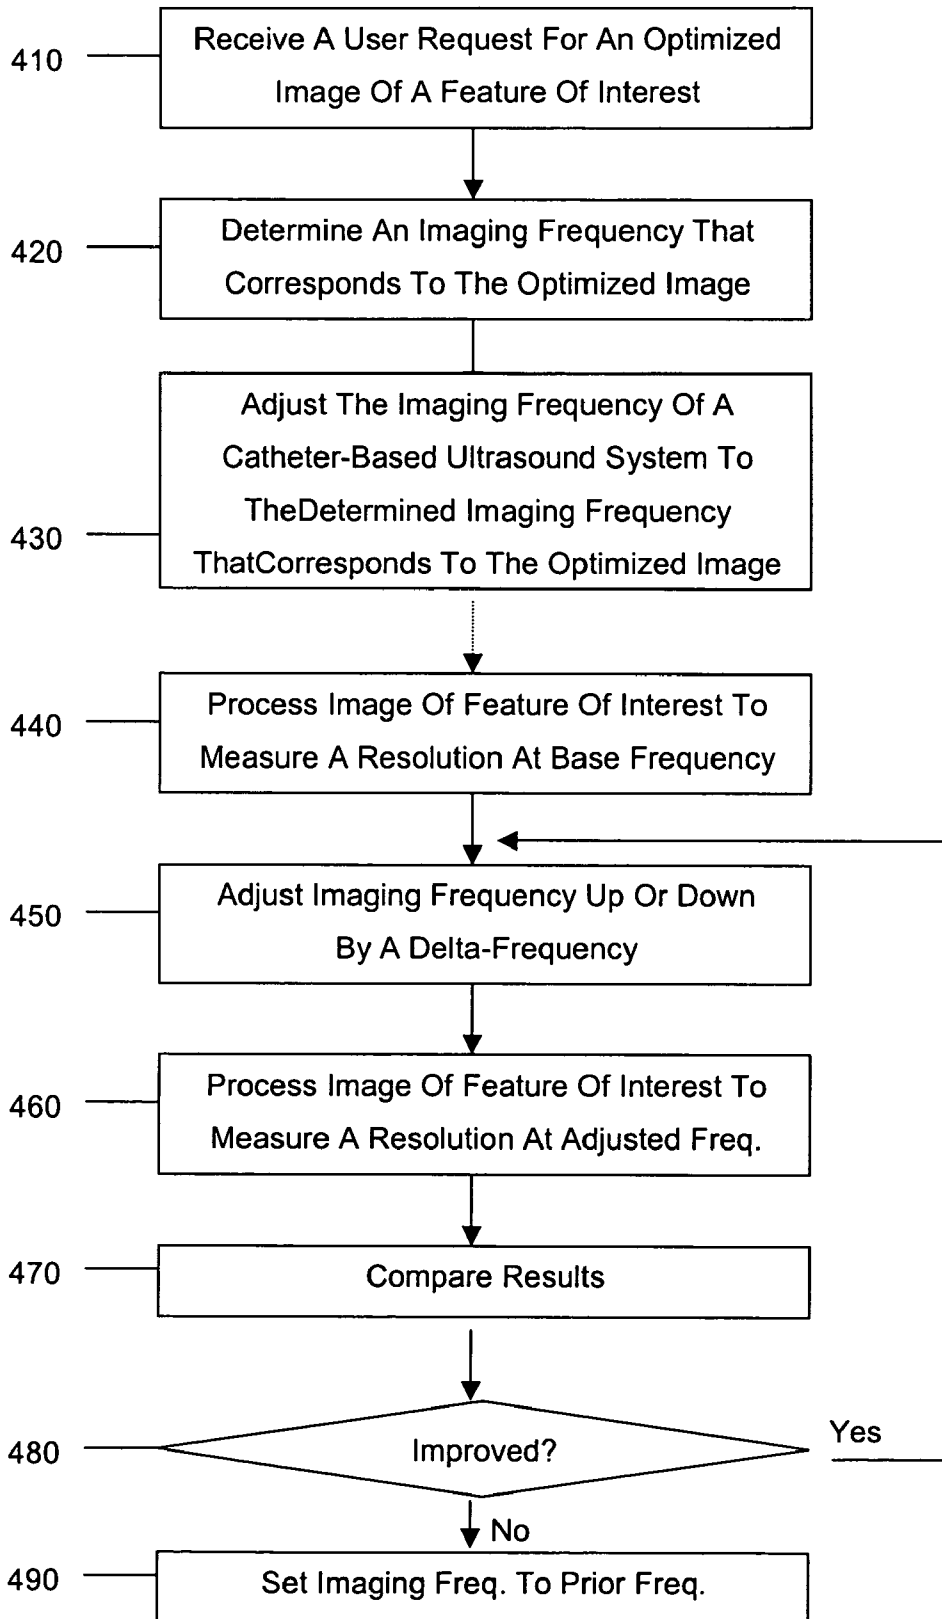 410
Receive A User Request For An Optimized
Image Of A Feature Of Interest
420
Determine An Imaging Frequency That
Corresponds To The Optimized Image
430
Adjust The Imaging Frequency Of A
Catheter-Based Ultrasound System To
TheDetermined Imaging Frequency
ThatCorresponds To The Optimized Image
440
Process Image Of Feature Of Interest To
Measure A Resolution At Base Frequency
450
Adjust Imaging Frequency Up Or Down
By A Delta-Frequency
460
Process Image Of Feature Of Interest To
Measure A Resolution At Adjusted Freq.
470
Compare Results
480
Improved?
Yes
No
490
Set Imaging Freq. To Prior Freq.